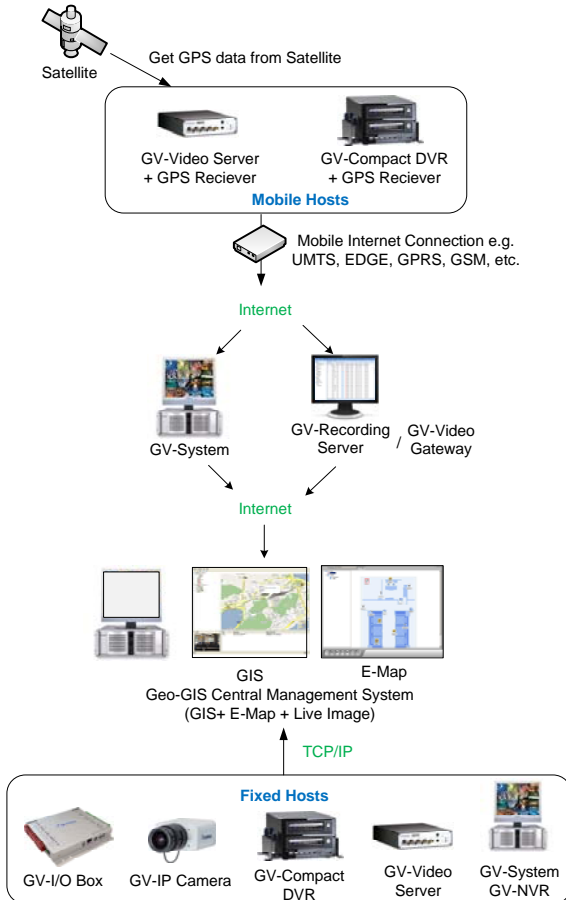 Satellite
Get GPS data from Satellite
GV-Video Server
+ GPS Reciever
GV-Compact DVR
+ GPS Reciever
Mobile Hosts
Mobile Internet Connection e.g.
UMTS, EDGE, GPRS, GSM, etc.
Internet
GV-System
GV-Recording
Server
/ GV-Video
Gateway
Internet
GIS
E-Map
Geo-GIS Central Management System
(GIS+ E-Map + Live Image)
TCP/IP
Fixed Hosts
GV-I/O Box
GV-IP Camera
GV-Compact
DVR
GV-Video
Server
GV-System
GV-NVR